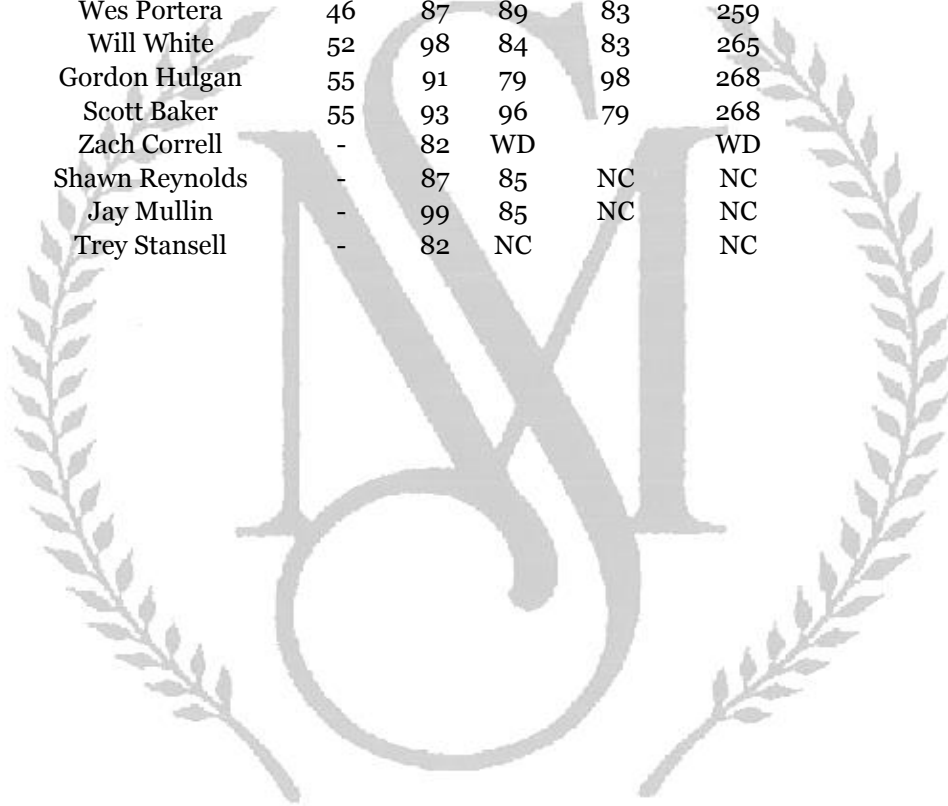 Wes Portera 46 87 89 83 259
Will White 52 98 84 83 265
Gordon Hulgan 55 91 79 98 268
Scott Baker 55 93 96 79 268
Zach Correll - 82 WD WD
Shawn Reynolds - 87 85 NC NC
Jay Mullin - 99 85 NC NC
Trey Stansell - 82 NC NC